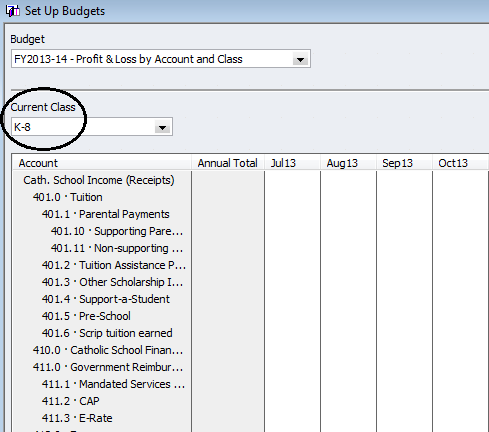 Set Up Budgets
Budget
FY2013-14 - Profit & Loss by Account and Class
Current Class
K-8
Account Annual Total Jul13 Aug13 Sep13 Oct13
Cath. School Income (Receipts)
401.0 · Tuition
401.1 · Parental Payments
401.10 · Supporting Pare...
401.11 · Non-supporting ...
401.2 · Tuition Assistance P...
401.3 · Other Scholarship I...
401.4 · Support-a-Student
401.5 · Pre-School
401.6 · Scrip tuition earned
410.0 · Catholic School Finan...
411.0 · Government Reimbur...
411.1 · Mandated Services ...
411.2 · CAP
411.3 · E-Rate